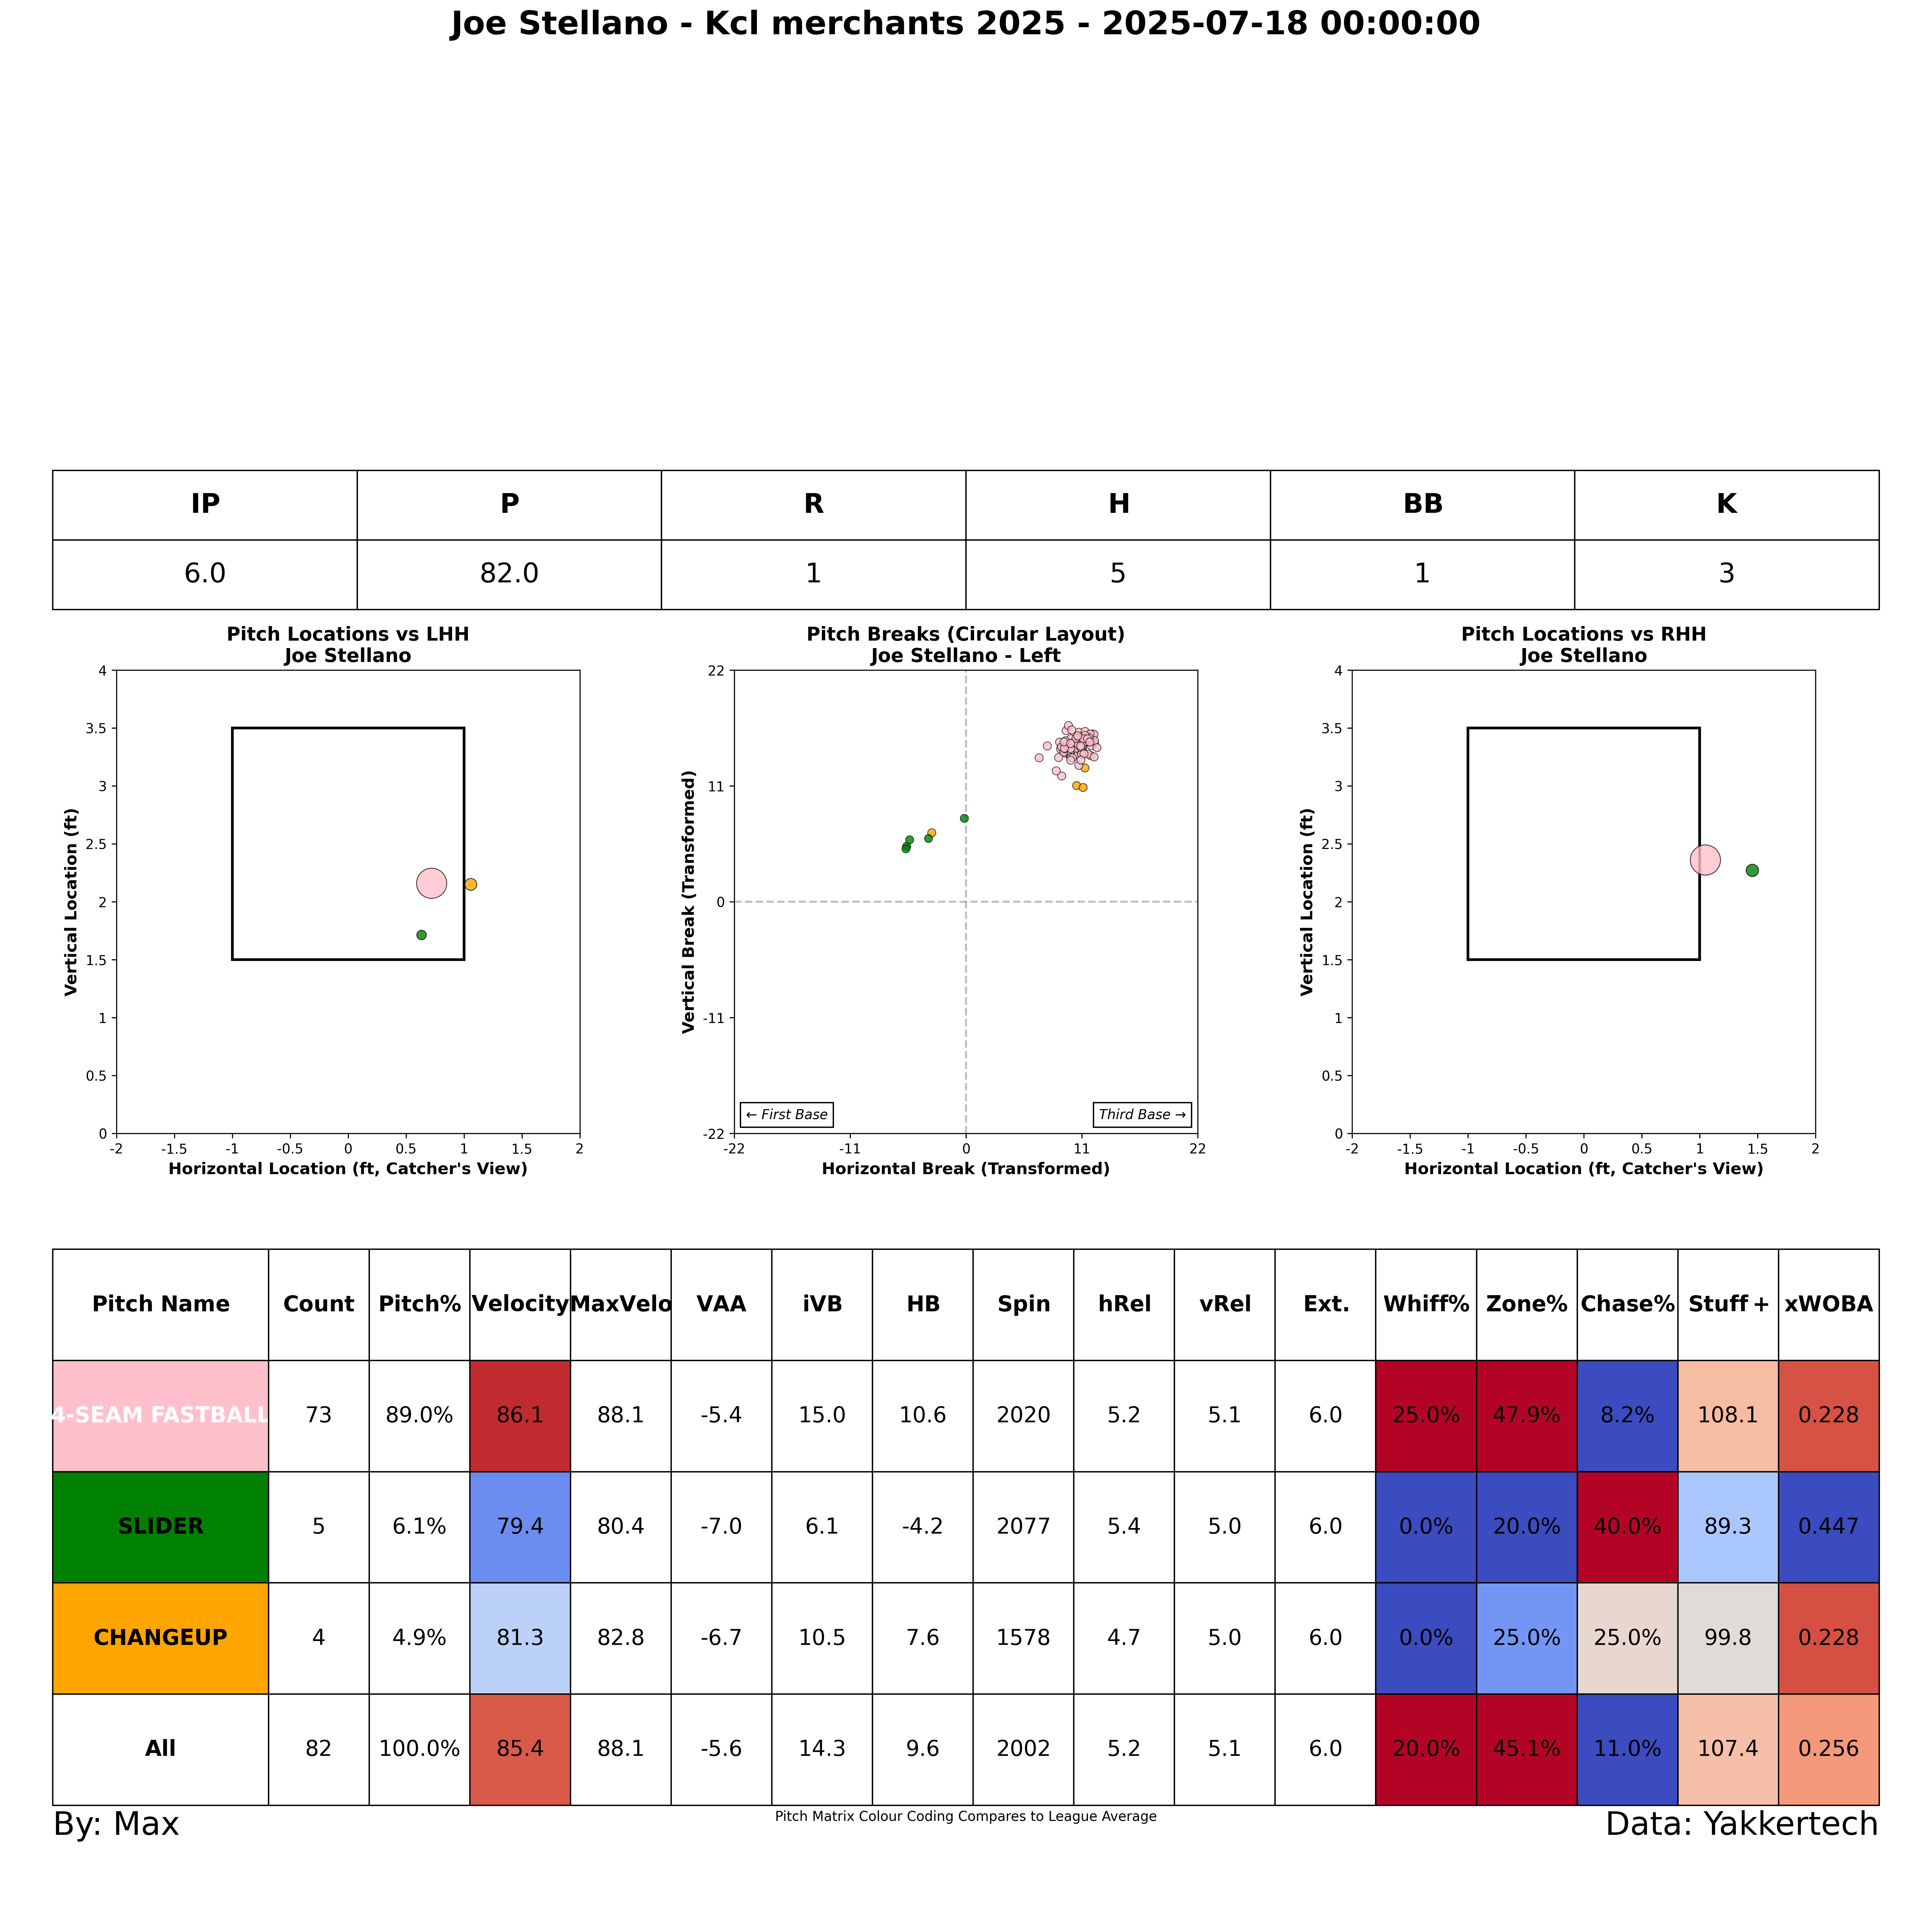 Joe Stellano - Kcl merchants 2025 - 2025-07-18 00:00:00
IP P R H BB K
6.0 82.0 1 5 1 3
Pitch Locations vs LHH
Joe Stellano
4
3.5
3
2.5
2
1.5
1
0.5
0
-2 -1.5 -1 -0.5 0 0.5 1 1.5 2
Vertical Location (ft)
Horizontal Location (ft, Catcher's View)
Pitch Breaks (Circular Layout)
Joe Stellano - Left
22
11
0
-11
-22
-22 -11 0 11 22
Vertical Break (Transformed)
← First Base
Third Base →
Horizontal Break (Transformed)
Pitch Locations vs RHH
Joe Stellano
4
3.5
3
2.5
2
1.5
1
0.5
0
-2 -1.5 -1 -0.5 0 0.5 1 1.5 2
Vertical Location (ft)
Horizontal Location (ft, Catcher's View)
Pitch Name Count Pitch% Velocity MaxVelo VAA iVB HB Spin hRel vRel Ext. Whiff% Zone% Chase% Stuff+ xWOBA
4-SEAM FASTBALL 73 89.0% 86.1 88.1 -5.4 15.0 10.6 2020 5.2 5.1 6.0 25.0% 47.9% 8.2% 108.1 0.228
SLIDER 5 6.1% 79.4 80.4 -7.0 6.1 -4.2 2077 5.4 5.0 6.0 0.0% 20.0% 40.0% 89.3 0.447
CHANGEUP 4 4.9% 81.3 82.8 -6.7 10.5 7.6 1578 4.7 5.0 6.0 0.0% 25.0% 25.0% 99.8 0.228
All 82 100.0% 85.4 88.1 -5.6 14.3 9.6 2002 5.2 5.1 6.0 20.0% 45.1% 11.0% 107.4 0.256
By: Max
Pitch Matrix Colour Coding Compares to League Average
Data: Yakkertech